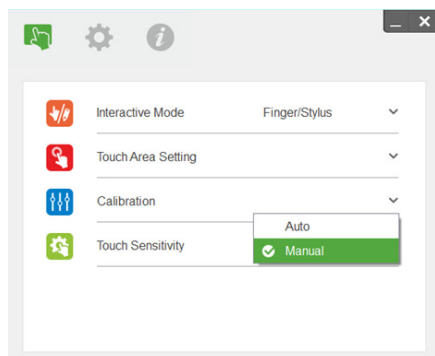 Interactive Mode Finger/Stylus
Touch Area Setting
Calibration
Auto
Touch Sensitivity
Manual